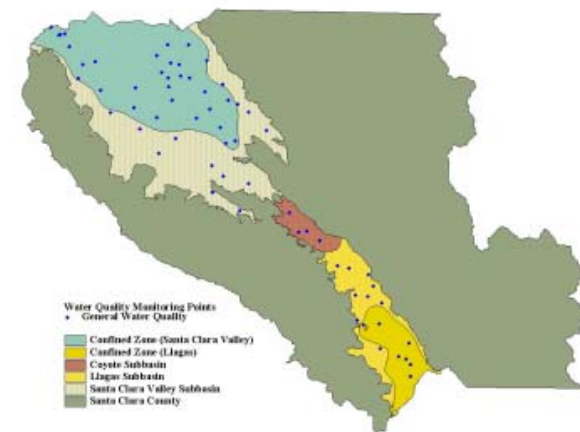 Water Quality Monitoring Points
General Water Quality
Confined Zone (Santa Clara Valley)
Confined Zone (Llagas)
Coyote Subbasin
Llagas Subbasin
Santa Clara Valley Subbasin
Santa Clara County